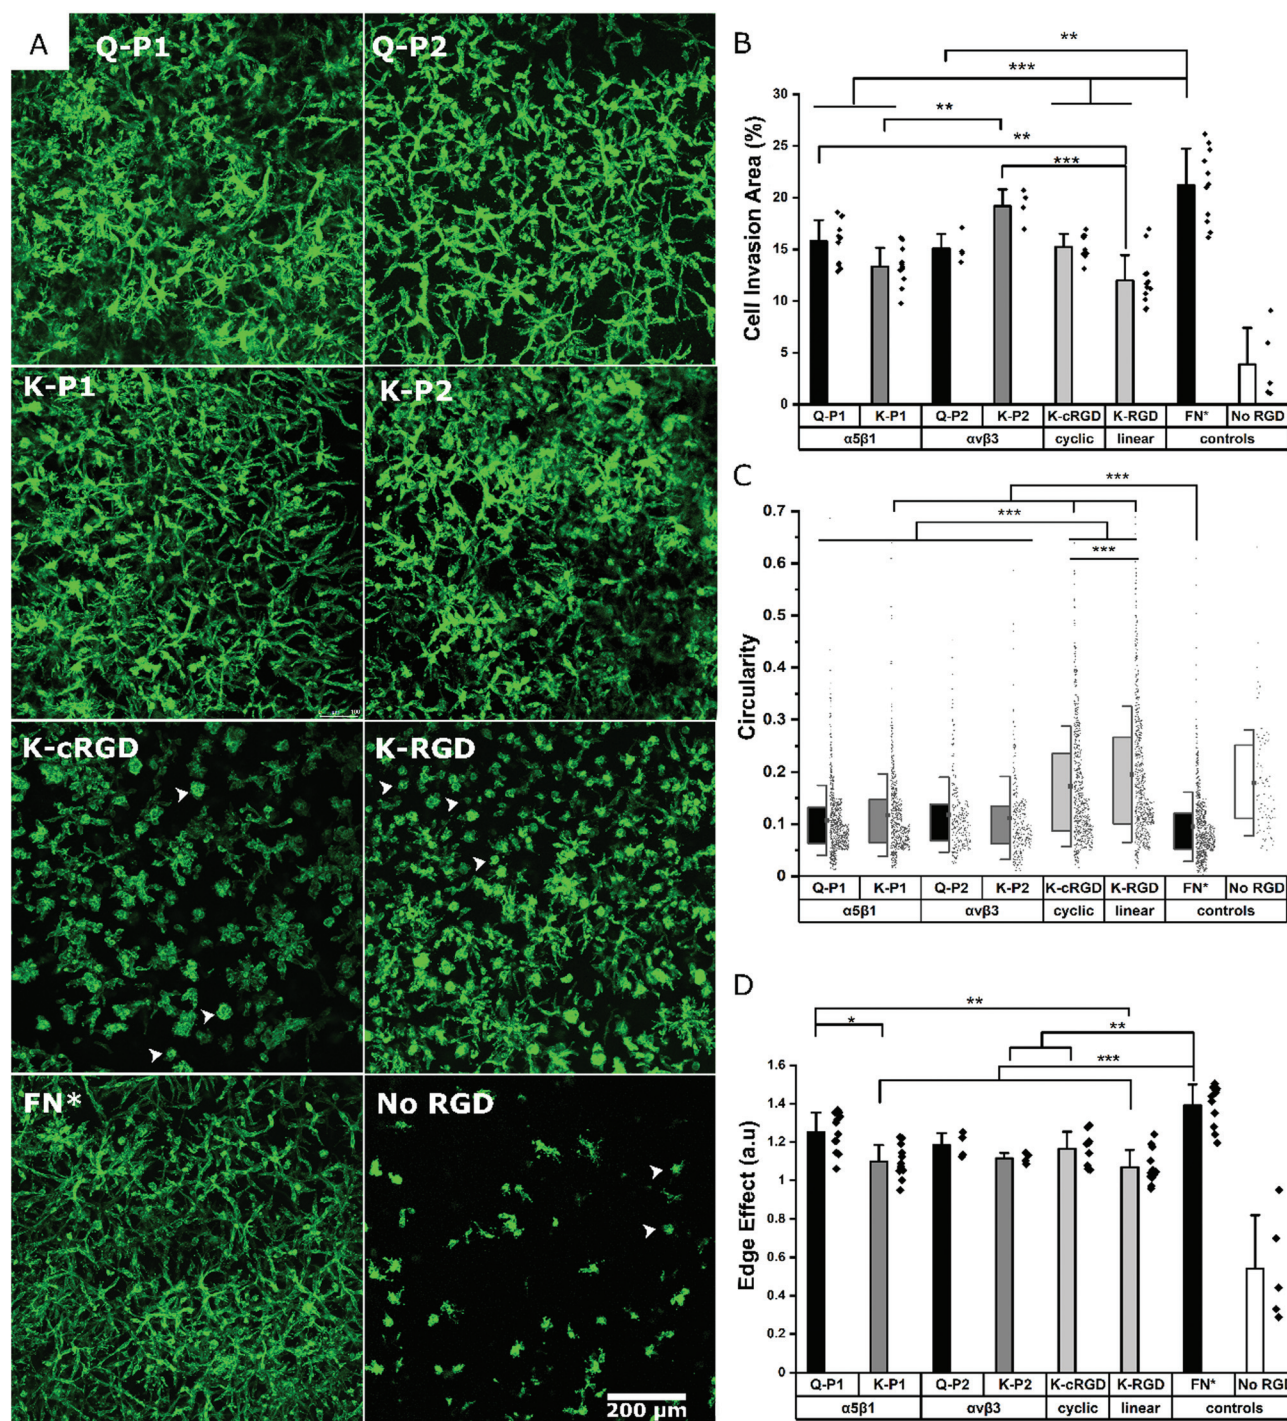 A
Q-P1
Q-P2
K-P1
K-P2
K-cRGD
K-RGD
FN*
No RGD
200 µm
B
**
***
**
**
***
Cell Invasion Area (%)
30
25
20
15
10
5
0
Q-P1 K-P1 Q-P2 K-P2 K-cRGD K-RGD FN* No RGD
α5β1 αvβ3 cyclic linear controls
C
***
***
***
Circularity
0.7
0.6
0.5
0.4
0.3
0.2
0.1
0
Q-P1 K-P1 Q-P2 K-P2 K-cRGD K-RGD FN* No RGD
α5β1 αvβ3 cyclic linear controls
D
**
*
**
***
Edge Effect (a.u)
1.6
1.4
1.2
1
0.8
0.6
0.4
0.2
0
Q-P1 K-P1 Q-P2 K-P2 K-cRGD K-RGD FN* No RGD
α5β1 αvβ3 cyclic linear controls